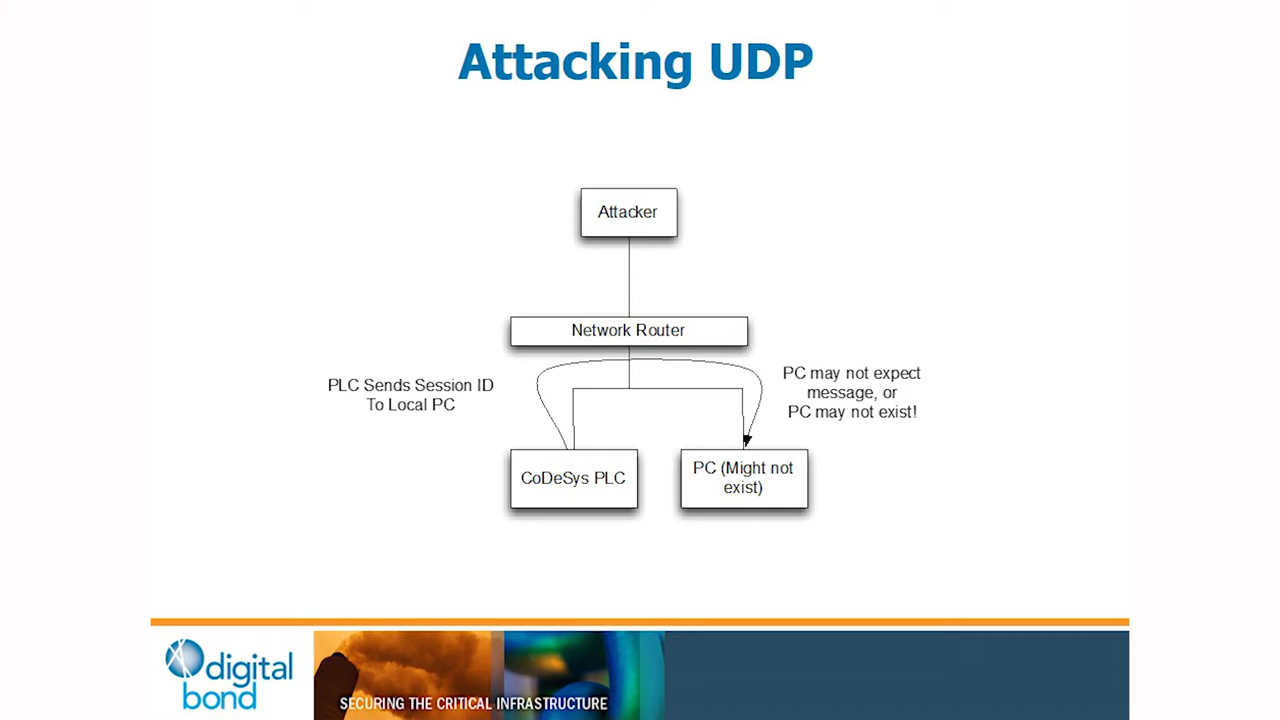 Attacking UDP
Attacker
Network Router
PLC Sends Session ID
To Local PC
PC may not expect
message, or
PC may not exist!
CoDeSys PLC
PC (Might not
exist)
digital
bond
SECURING THE CRITICAL INFRASTRUCTURE